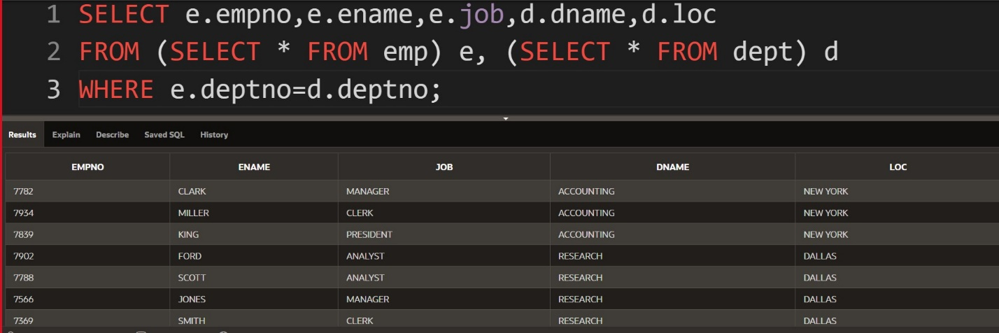 1 SELECT e.empno,e.ename,e.job,d.dname,d.loc
2 FROM (SELECT * FROM emp) e, (SELECT * FROM dept) d
3 WHERE e.deptno=d.deptno;
Results Explain Describe Saved SQL History
EMPNO ENAME JOB DNAME LOC
7782 CLARK MANAGER ACCOUNTING NEW YORK
7934 MILLER CLERK ACCOUNTING NEW YORK
7839 KING PRESIDENT ACCOUNTING NEW YORK
7902 FORD ANALYST RESEARCH DALLAS
7788 SCOTT ANALYST RESEARCH DALLAS
7566 JONES MANAGER RESEARCH DALLAS
7369 SMITH CLERK RESEARCH DALLAS